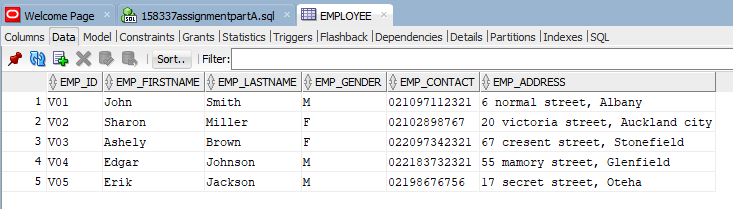 Welcome Page 158337assignmentpartA.sql EMPLOYEE
Columns Data Model Constraints Grants Statistics Triggers Flashback Dependencies Details Partitions Indexes SQL
Sort.. Filter:
EMP_ID EMP_FIRSTNAME EMP_LASTNAME EMP_GENDER EMP_CONTACT EMP_ADDRESS
1 V01 John Smith M 021097112321 6 normal street, Albany
2 V02 Sharon Miller F 02102898767 20 victoria street, Auckland city
3 V03 Ashely Brown F 022097342321 67 cresent street, Stonefield
4 V04 Edgar Johnson M 022183732321 55 mamory street, Glenfield
5 V05 Erik Jackson M 02198676756 17 secret street, Oteha